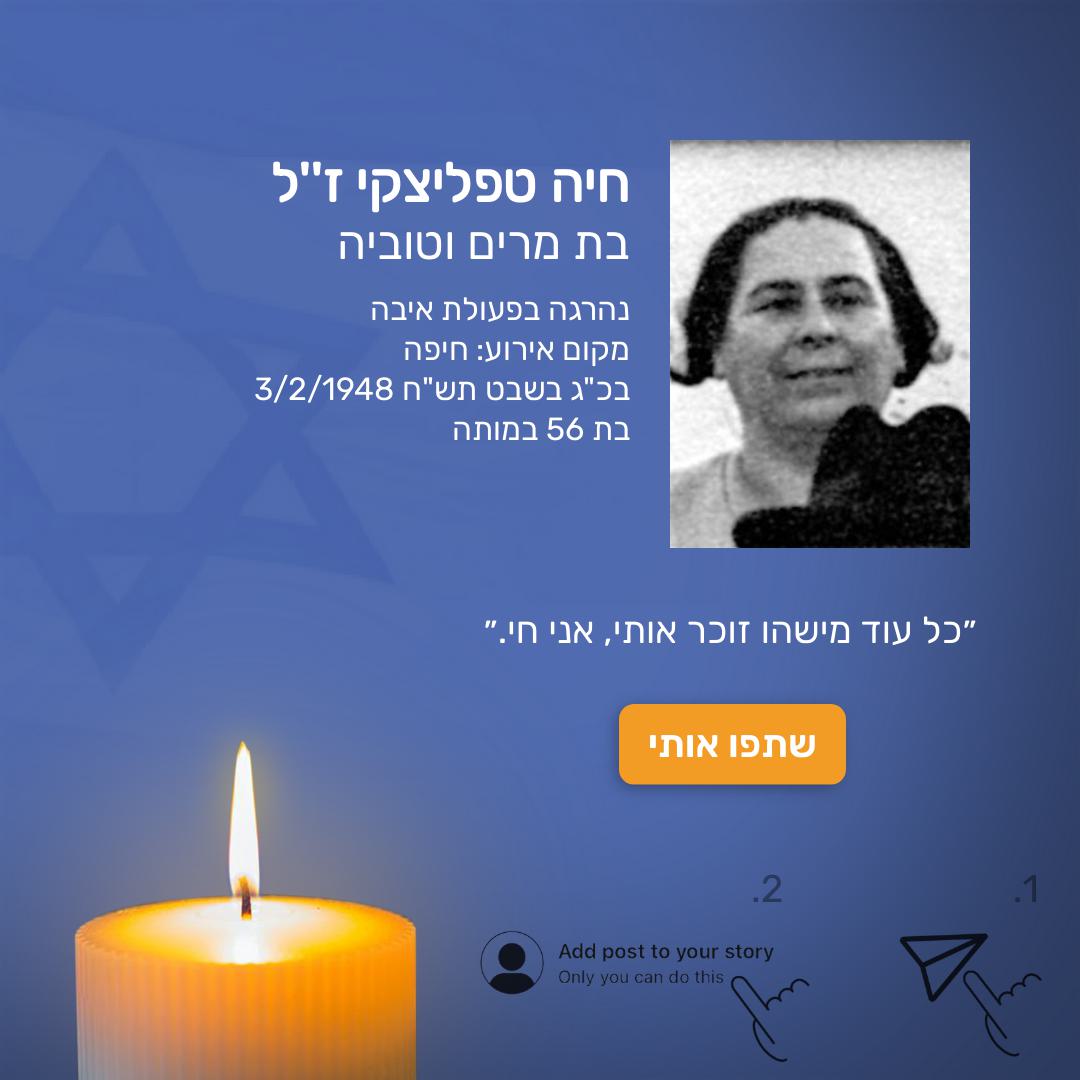 חיה טפליצקי ז"ל
בת מרים וטוביה
נהרגה בפעולת איבה
מקום אירוע: חיפה
בכ"ג בשבט תש"ח 3/2/1948
בת 56 במותה
״כל עוד מישהו זוכר אותי, אני חי.״
שתפו אותי
.1
.2
Add post to your story
Only you can do this